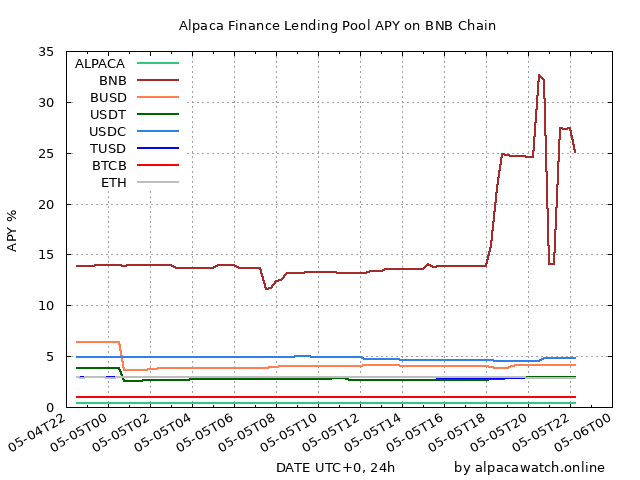 Alpaca Finance Lending Pool APY on BNB Chain
35
30
25
20
15
10
5
0
APY %
ALPACA
BNB
BUSD
USDT
USDC
TUSD
BTCB
ETH
05-04T22
05-05T00
05-05T02
05-05T04
05-05T06
05-05T08
05-05T10
05-05T12
05-05T14
05-05T16
05-05T18
05-05T20
05-05T22
05-06T00
DATE UTC+0, 24h
by alpacawatch.online